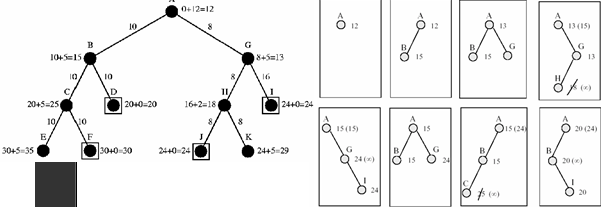 A
0+12=12
10
8
B
G
10+5=15
8+5=13
10
10
8
16
C
D
H
I
20+5=25
20+0=20
16+2=18
24+0=24
10
10
8
8
E
F
J
K
30+5=35
30+0=30
24+0=24
24+5=29
A
12
A
B
15
A
13
B
15
G
A
13 (15)
G
13
H
18 (∞)
A
15 (15)
G
24 (∞)
I
24
A
15
B
15
G
24
A
15 (24)
B
15
C
25 (∞)
A
20 (24)
B
20 (∞)
I
20